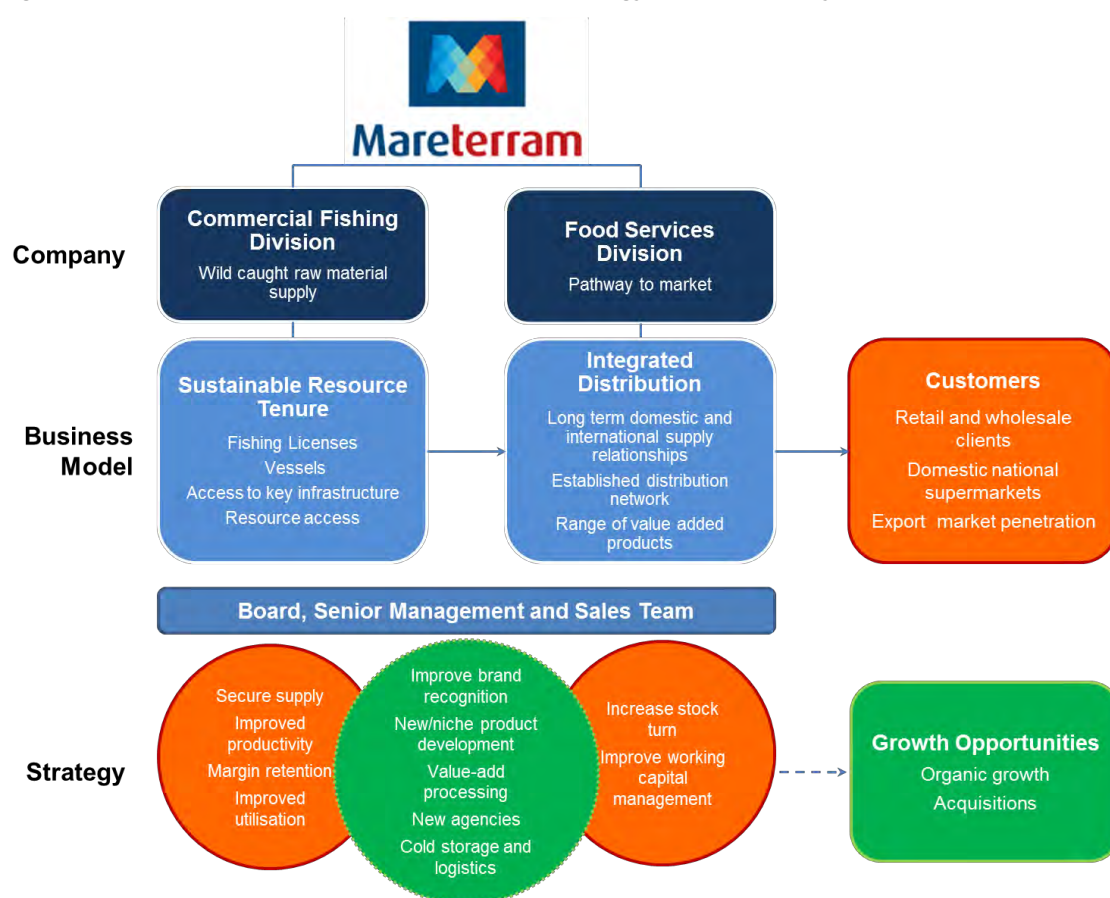 Mareterram
Company
Commercial Fishing
Division
Wild caught raw material
supply
Food Services
Division
Pathway to market
Business
Model
Sustainable Resource
Tenure
Fishing Licenses
Vessels
Access to key infrastructure
Resource access
Integrated
Distribution
Long term domestic and
international supply
relationships
Established distribution
network
Range of value added
products
Customers
Retail and wholesale
clients
Domestic national
supermarkets
Export market penetration
Board, Senior Management and Sales Team
Strategy
Secure supply
Improved
productivity
Margin retention
Improved
utilisation
Improve brand
recognition
New/niche product
development
Value-add
processing
New agencies
Cold storage and
logistics
Increase stock
turn
Improve working
capital
management
Growth Opportunities
Organic growth
Acquisitions